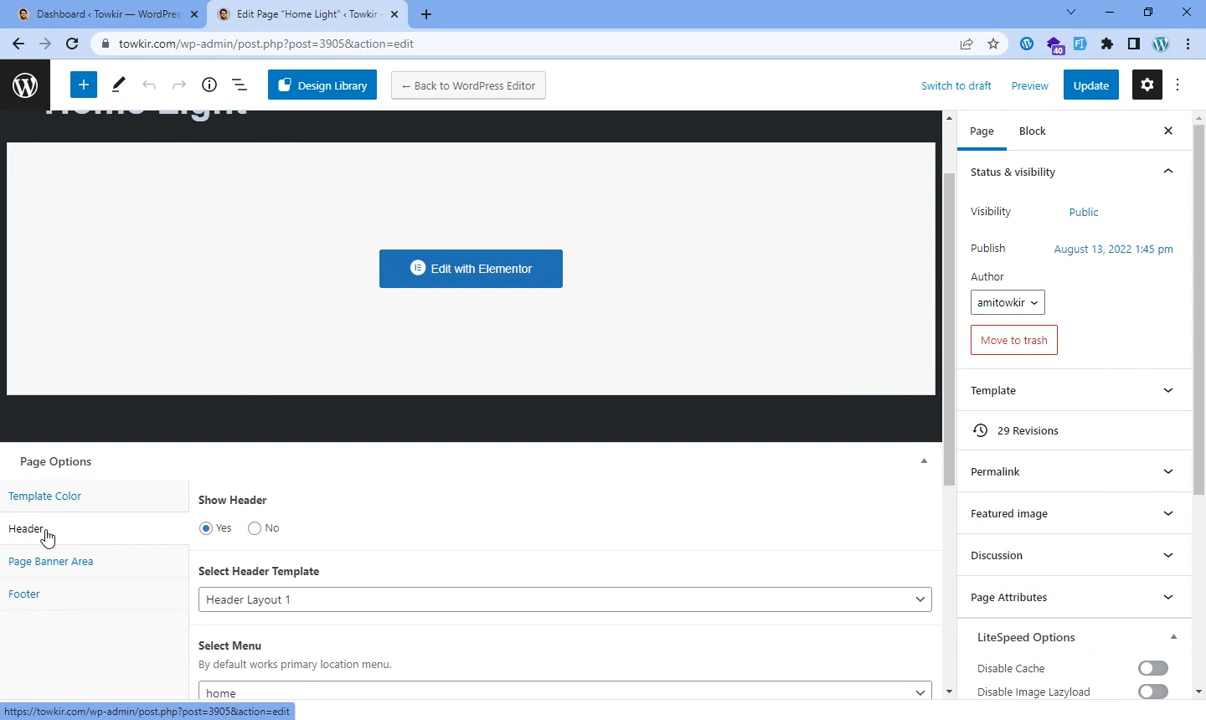 Dashboard ‹ Towkir — WordPres
Edit Page "Home Light" ‹ Towkir -
towkir.com/wp-admin/post.php?post=3905&action=edit
40
Design Library
← Back to WordPress Editor
Switch to draft
Preview
Update
Home Light
Page
Block
Status & visibility
Visibility
Public
Publish
August 13, 2022 1:45 pm
Author
amitowkir
Move to trash
Template
29 Revisions
Permalink
Featured image
Discussion
Page Attributes
LiteSpeed Options
Disable Cache
Disable Image Lazyload
Edit with Elementor
Page Options
Template Color
Header
Page Banner Area
Footer
Show Header
Yes
No
Select Header Template
Header Layout 1
Select Menu
By default works primary location menu.
home
https://towkir.com/wp-admin/post.php?post=3905&action=edit